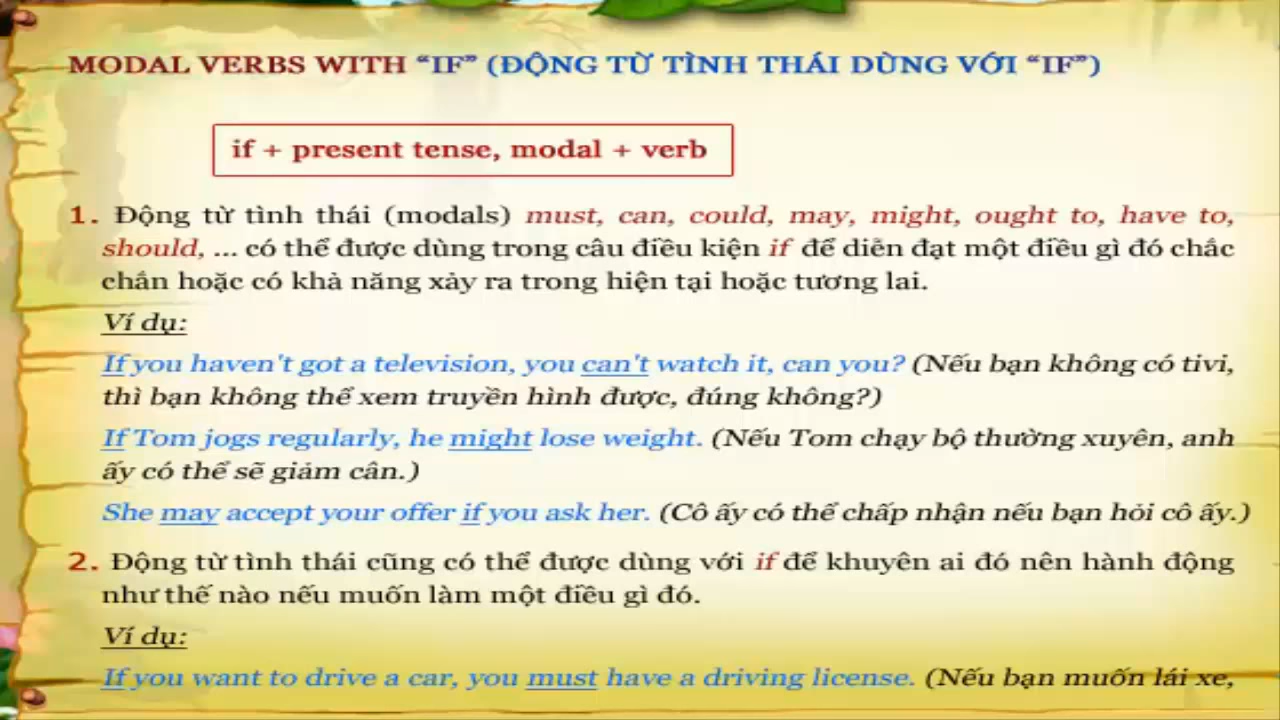 MODAL VERBS WITH “IF” (ĐỘNG TỪ TÌNH THÁI DÙNG VỚI “IF”)
if + present tense, modal + verb
1. Động từ tình thái (modals) must, can, could, may, might, ought to, have to,
should, ... có thể được dùng trong câu điều kiện if để diễn đạt một điều gì đó chắc
chắn hoặc có khả năng xảy ra trong hiện tại hoặc tương lai.
Ví dụ:
If you haven't got a television, you can't watch it, can you? (Nếu bạn không có tivi,
thì bạn không thể xem truyền hình được, đúng không?)
If Tom jogs regularly, he might lose weight. (Nếu Tom chạy bộ thường xuyên, anh
ấy có thể sẽ giảm cân.)
She may accept your offer if you ask her. (Cô ấy có thể chấp nhận nếu bạn hỏi cô ấy.)
2. Động từ tình thái cũng có thể được dùng với if để khuyên ai đó nên hành động
như thế nào nếu muốn làm một điều gì đó.
Ví dụ:
If you want to drive a car, you must have a driving license. (Nếu bạn muốn lái xe,